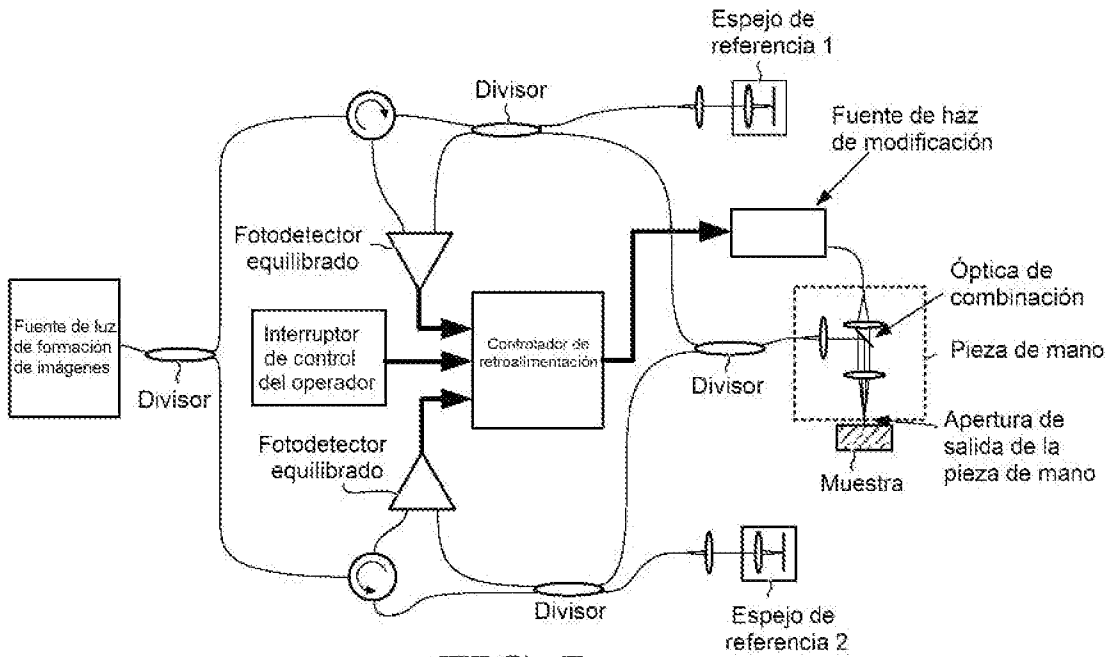 Espejo de
referencia 1
Divisor
Fuente de haz
de modificación
Fotodetector
equilibrado
Óptica de
combinación
Fuente de luz
de formación
de imágenes
Interruptor
de control
del operador
Controlador de
retroalimentación
Pieza de mano
Divisor
Divisor
Apertura de
salida de la
pieza de mano
Fotodetector
equilibrado
Muestra
Divisor
Espejo de
referencia 2